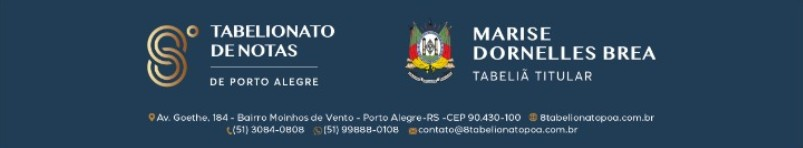 8° TABELIONATO
DE NOTAS
DE PORTO ALEGRE
MARISE
DORNELLES BREA
TABELIÃ TITULAR
Av. Goethe, 184 - Bairro Moinhos de Vento - Porto Alegre-RS -CEP 90.430-100 8tabelionatopoa.com.br
(51) 3084-0808 (51) 99888-0108 contato@8tabelionatopoa.com.br